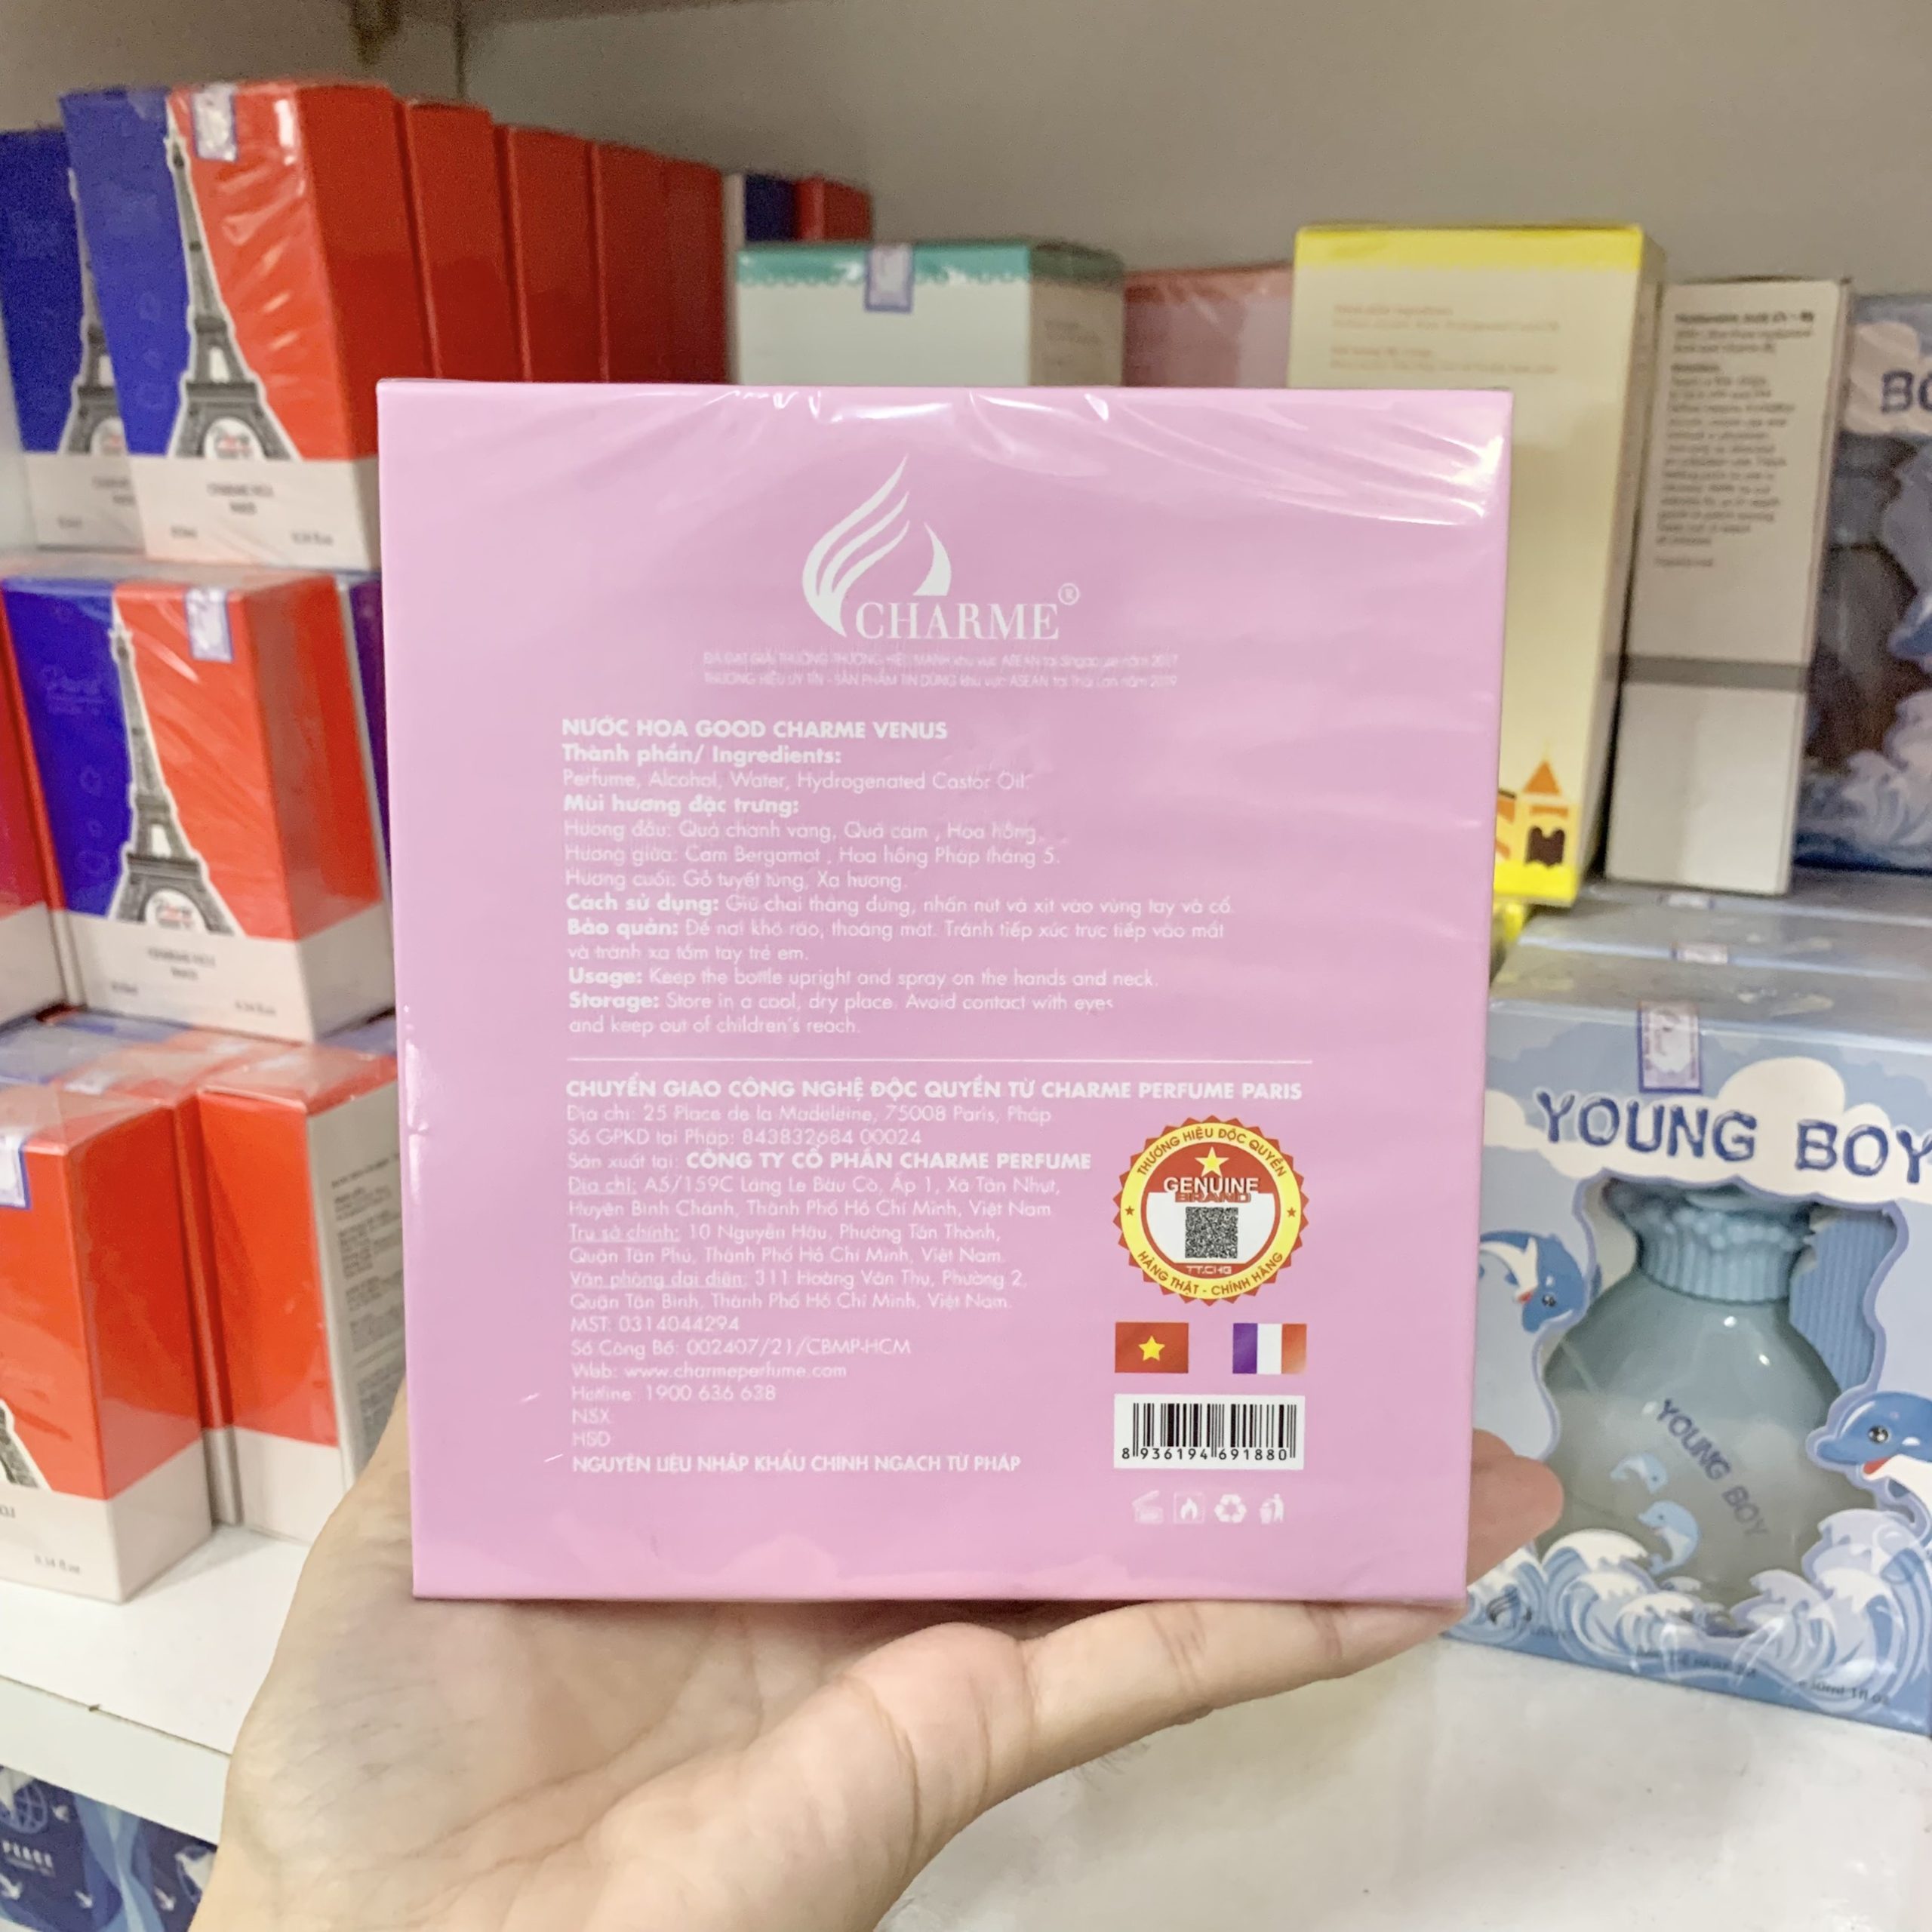 CHARME®
ĐÃ ĐẠT GIẢI THƯỞNG THƯƠNG HIỆU MẠNH khu vực ASEAN tại Singapore năm 2017
THƯƠNG HIỆU UY TÍN - SẢN PHẨM TIN DÙNG khu vực ASEAN tại Thái Lan năm 2019
NƯỚC HOA GOOD CHARME VENUS
Thành phần/ Ingredients:
Perfume, Alcohol, Water, Hydrogenated Castor Oil.
Mùi hương đặc trưng:
Hương đầu: Quả chanh vàng, Quả cam , Hoa hồng.
Hương giữa: Cam Bergamot , Hoa hồng Pháp tháng 5.
Hương cuối: Gỗ tuyết tùng, Xạ hương.
Cách sử dụng: Giữ chai thẳng đứng, nhấn nút và xịt vào vùng tay và cổ.
Bảo quản: Để nơi khô ráo, thoáng mát. Tránh tiếp xúc trực tiếp vào mắt
và tránh xa tầm tay trẻ em.
Usage: Keep the bottle upright and spray on the hands and neck.
Storage: Store in a cool, dry place. Avoid contact with eyes
and keep out of children's reach.
CHUYỂN GIAO CÔNG NGHỆ ĐỘC QUYỀN TỪ CHARME PERFUME PARIS
Địa chỉ: 25 Place de la Madeleine, 75008 Paris, Pháp.
Số GPKD tại Pháp: 843832684 00024
Sản xuất tại: CÔNG TY CỔ PHẦN CHARME PERFUME
Địa chỉ: A5/159C Láng Le Bàu Cò, Ấp 1, Xã Tân Nhựt,
Huyện Bình Chánh, Thành Phố Hồ Chí Minh, Việt Nam
Trụ sở chính: 10 Nguyễn Hậu, Phường Tân Thành,
Quận Tân Phú, Thành Phố Hồ Chí Minh, Việt Nam.
Văn phòng đại diện: 311 Hoàng Văn Thụ, Phường 2,
Quận Tân Bình, Thành Phố Hồ Chí Minh, Việt Nam.
MST: 0314044294
Số Công Bố: 002407/21/CBMP-HCM
Web: www.charmeperfume.com
Hotline: 1900 636 638
NSX:
HSD:
NGUYÊN LIỆU NHẬP KHẨU CHÍNH NGẠCH TỪ PHÁP
THƯƠNG HIỆU ĐỘC QUYỀN
GENUINE
BRAND
TT.CHG
HÀNG THẬT - CHÍNH HÃNG
8 936194 691880
YOUNG BOY
YOUNG BOY
BO
PEACE